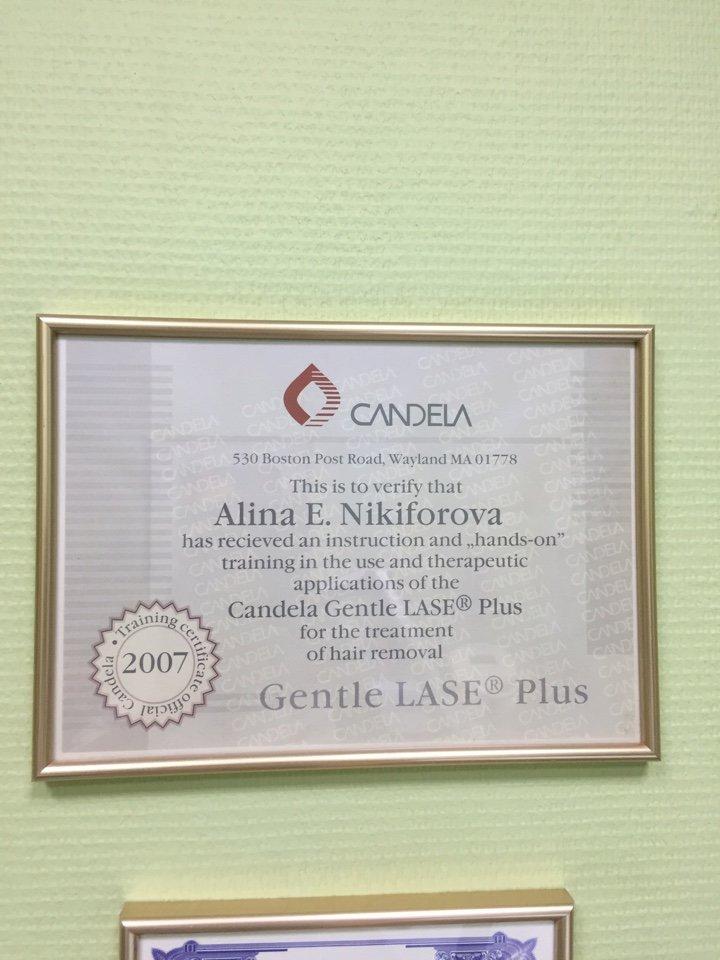 CANDELA
530 Boston Post Road, Wayland MA 01778
This is to verify that
Alina E. Nikiforova
has recieved an instruction and „hands-on”
training in the use and therapeutic
applications of the
Candela Gentle LASE® Plus
for the treatment
of hair removal
Gentle LASE® Plus
Training certificate official Candela •
2007